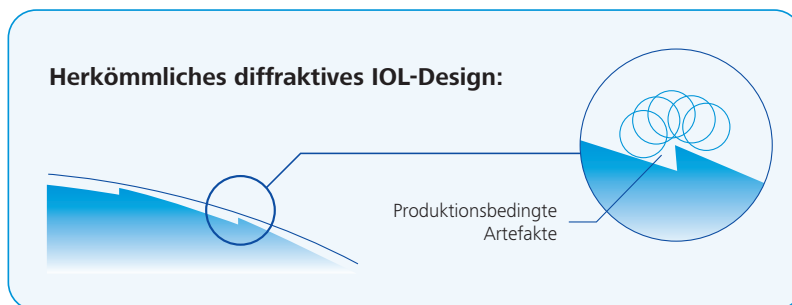 Herkömmliches diffraktives IOL-Design:
Produktionsbedingte
Artefakte